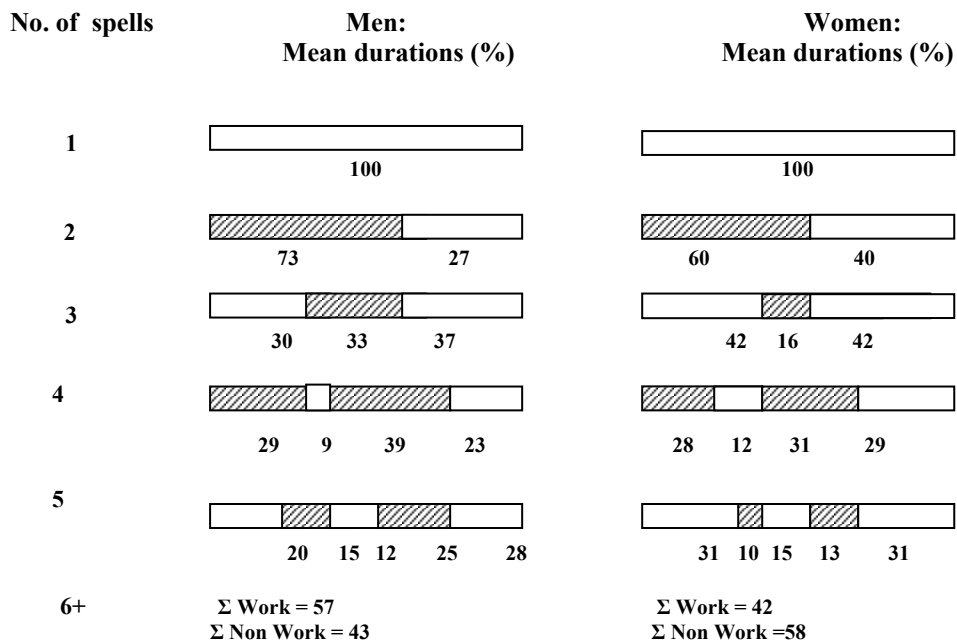 No. of spells Men: Women:
Mean durations (%) Mean durations (%)
1
100 100
2
73 27 60 40
3
30 33 37 42 16 42
4
29 9 39 23 28 12 31 29
5
20 15 12 25 28 31 10 15 13 31
6+ Σ Work = 57 Σ Work = 42
Σ Non Work = 43 Σ Non Work =58